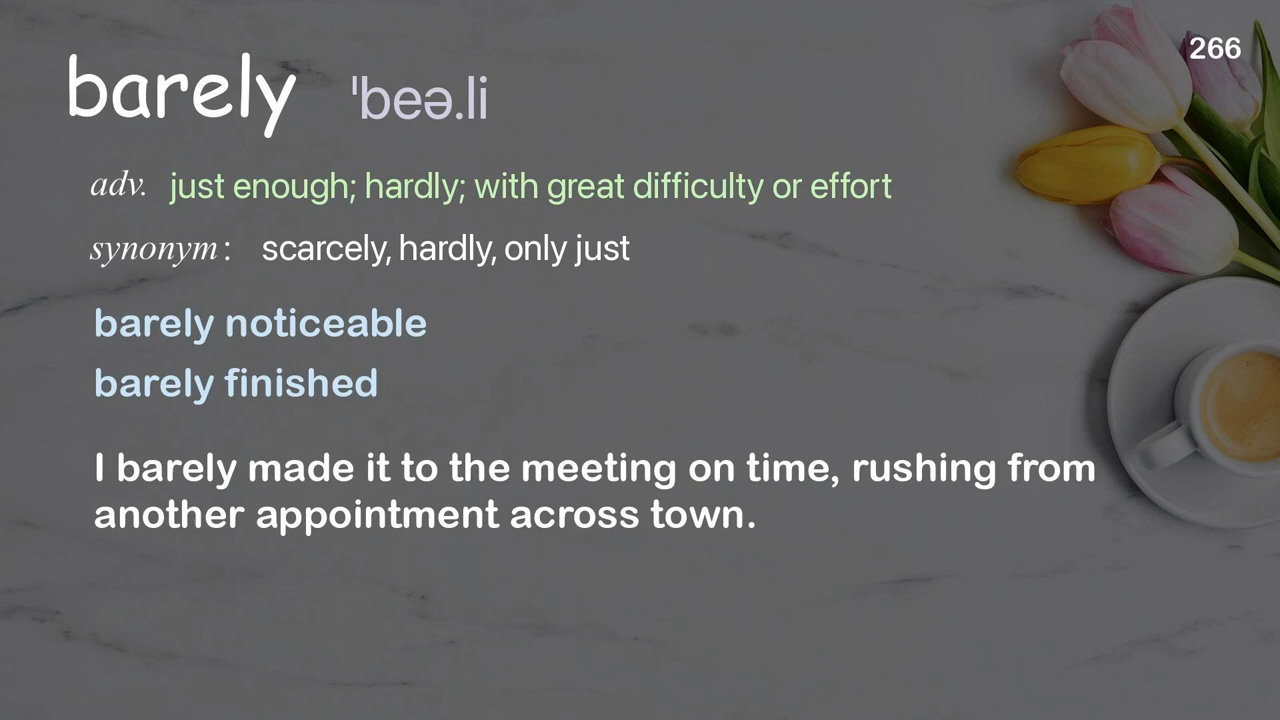 266
barely ˈbeə.li
adv. just enough; hardly; with great difficulty or effort
synonym: scarcely, hardly, only just
barely noticeable
barely finished
I barely made it to the meeting on time, rushing from
another appointment across town.